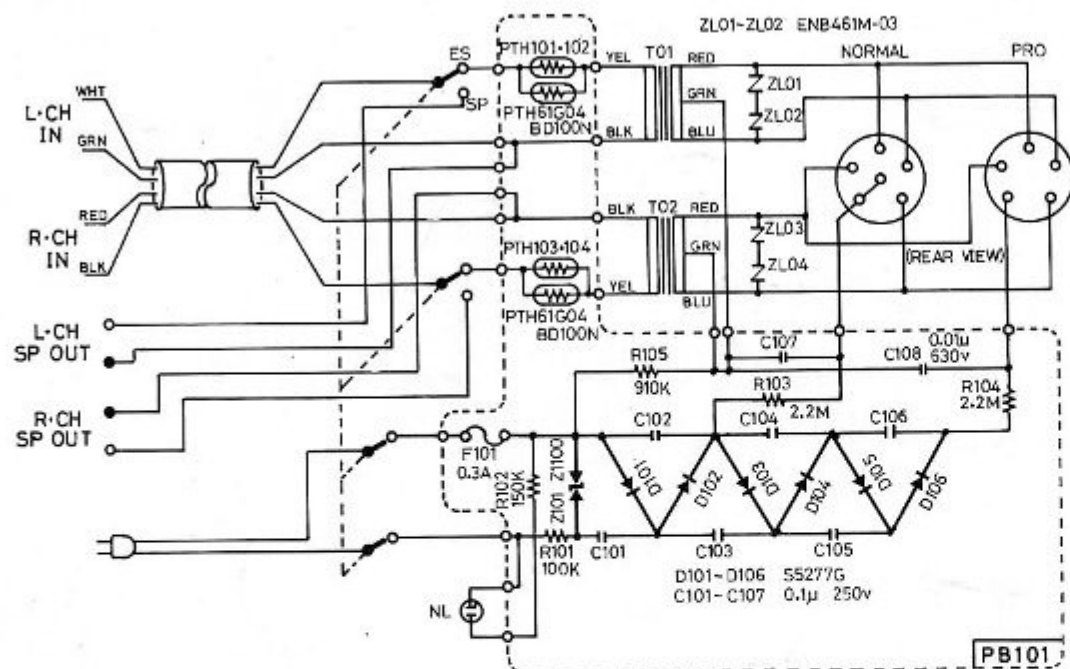 ZL01-ZL02 ENB461M-03
NORMAL
PRO
ES
SP
PTH101·102
PTH61G04
BD100N
YEL
BLK
T01
RED
GRN
BLU
ZL01
ZL02
WHT
L·CH
IN
GRN
RED
R·CH
IN
BLK
BLK
T02
RED
GRN
YEL
BLU
ZL03
ZL04
(REAR VIEW)
PTH103·104
PTH61G04
BD100N
L·CH
SP OUT
R·CH
SP OUT
R105
910K
C107
C108
0.01μ
630v
R103
2.2M
R104
2.2M
C102
C104
C106
F101
0.3A
R102
150K
Z1100
Z101
D101
D102
D103
D104
D105
D106
R101
100K
C101
C103
C105
D101~D106 S5277G
C101~C107 0.1μ 250v
NL
PB101